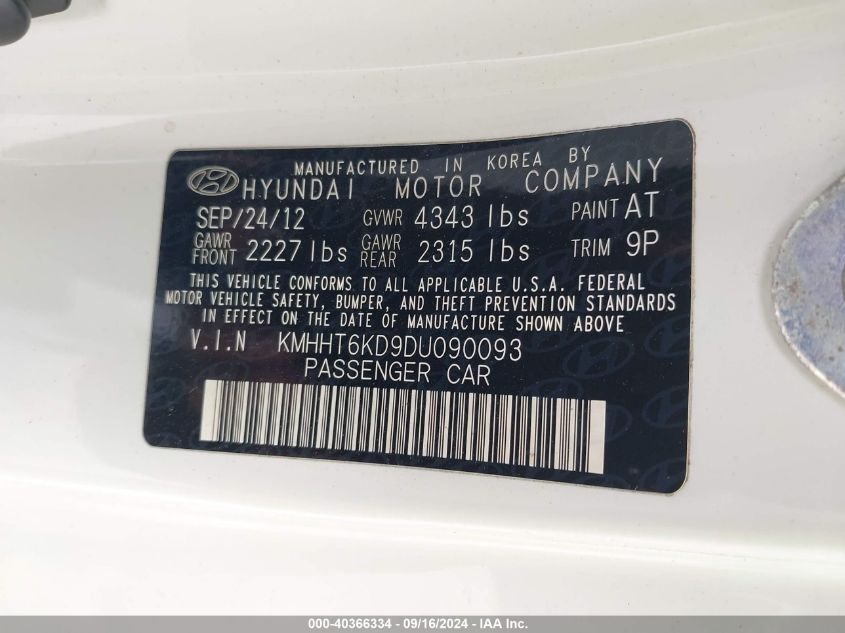 MANUFACTURED IN KOREA BY
HYUNDAI MOTOR COMPANY
SEP/24/12 GVWR 4343 lbs PAINT AT
GAWR FRONT 2227 lbs GAWR REAR 2315 lbs TRIM 9P
THIS VEHICLE CONFORMS TO ALL APPLICABLE U.S.A. FEDERAL
MOTOR VEHICLE SAFETY, BUMPER, AND THEFT PREVENTION STANDARDS
IN EFFECT ON THE DATE OF MANUFACTURE SHOWN ABOVE
V.I.N KMHHT6KD9DU090093
PASSENGER CAR
000-40366334 - 09/16/2024 - IAA Inc.